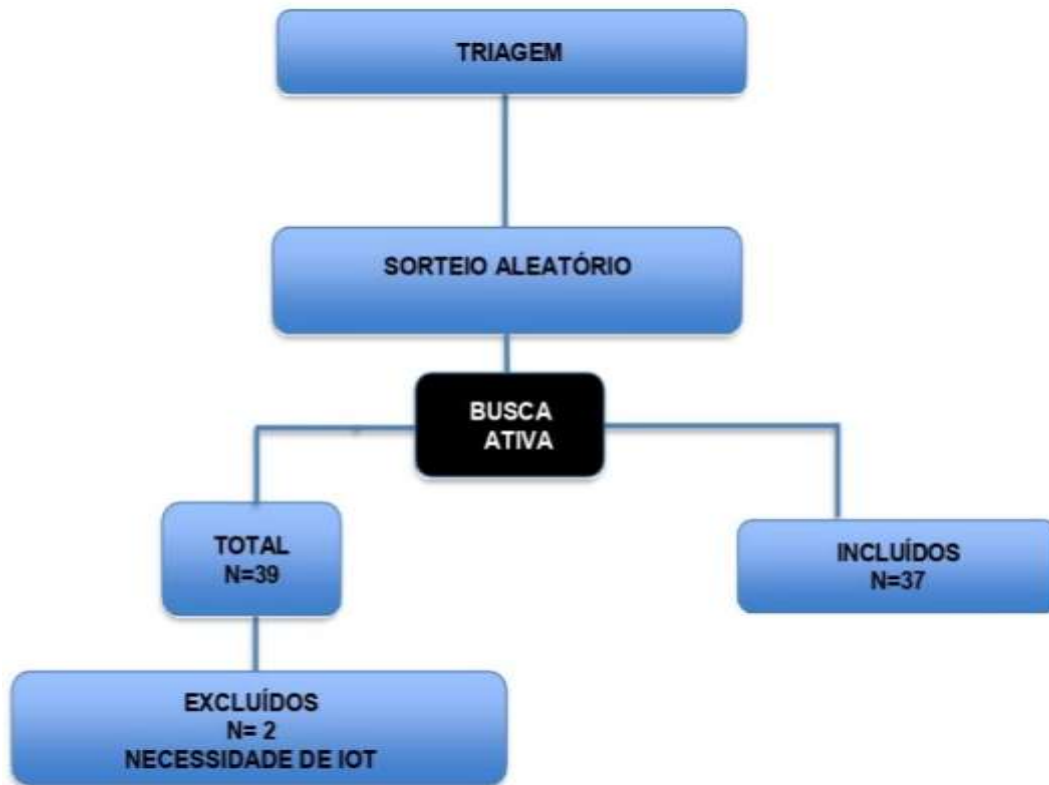 TRIAGEM
SORTEIO ALEATÓRIO
BUSCA
ATIVA
TOTAL
N=39
INCLUÍDOS
N=37
EXCLUÍDOS
N= 2
NECESSIDADE DE IOT